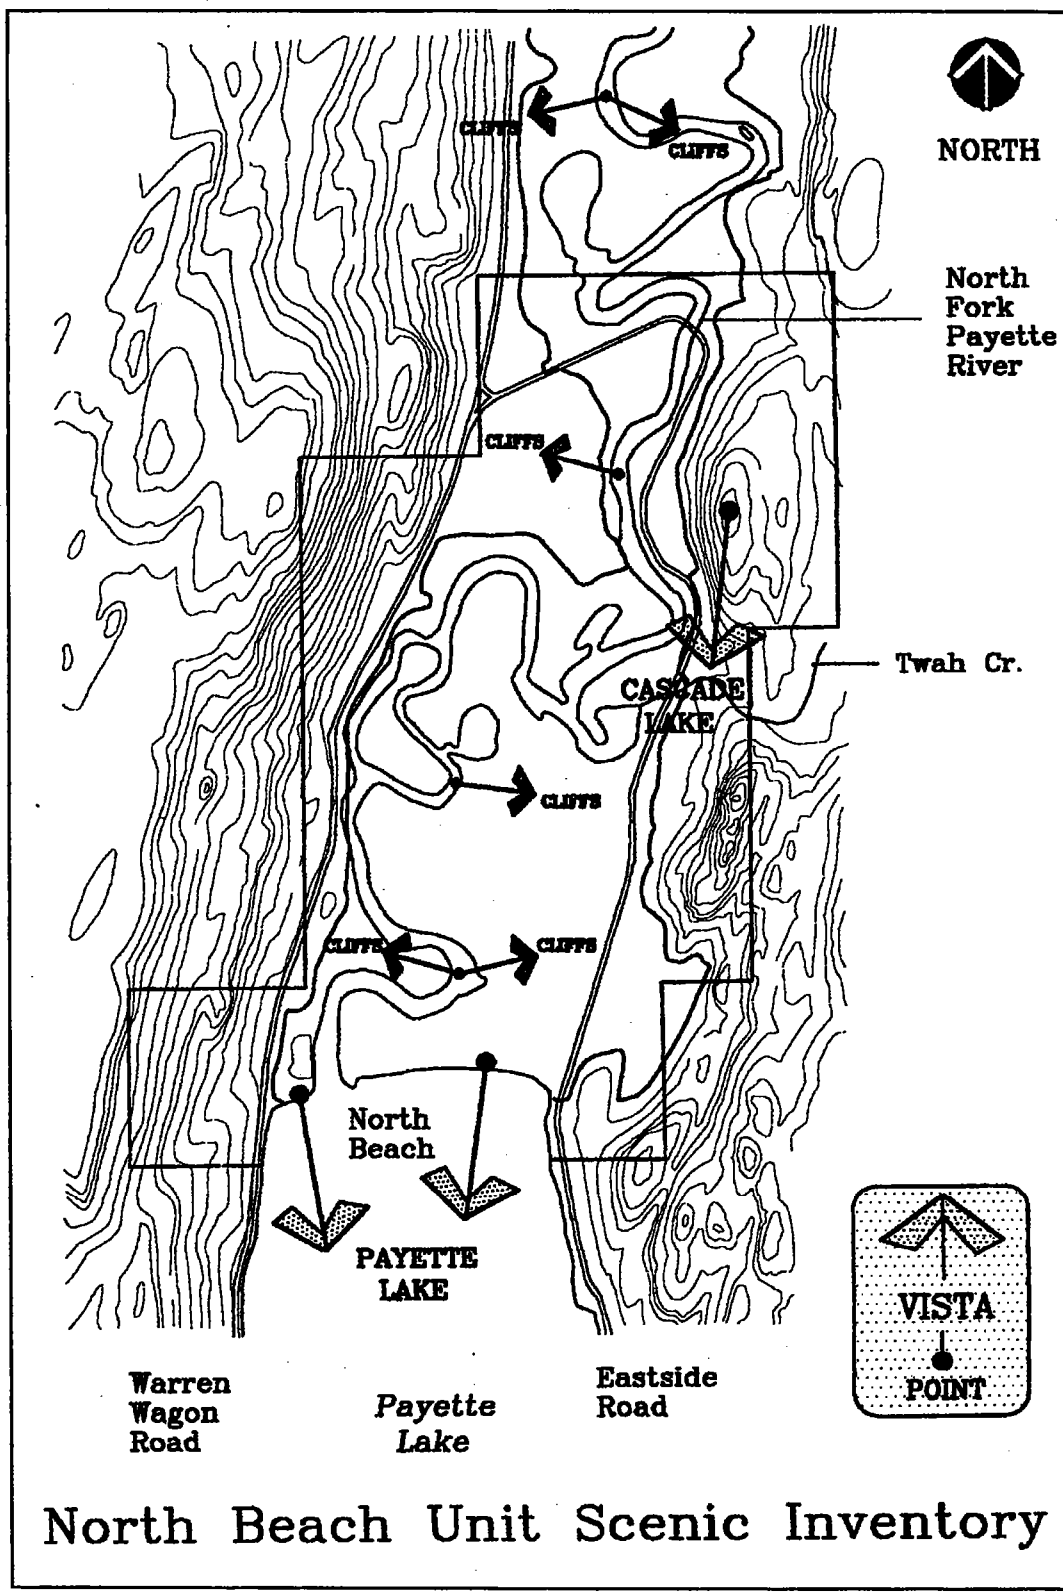 NORTH
CLIFFS
CLIFFS
North
Fork
Payette
River
CLIFFS
Twah Cr.
CASCADE
LAKE
CLIFFS
CLIFFS
CLIFFS
North
Beach
PAYETTE
LAKE
VISTA
POINT
Warren
Wagon
Road
Payette
Lake
Eastside
Road
North Beach Unit Scenic Inventory